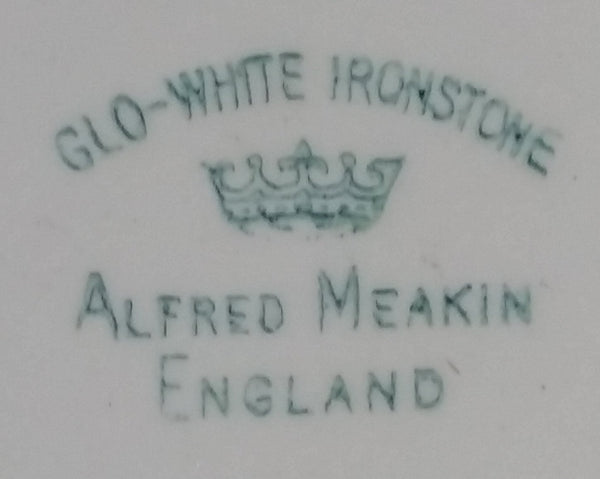 GLO-WHITE IRONSTONE
ALFRED MEAKIN
ENGLAND